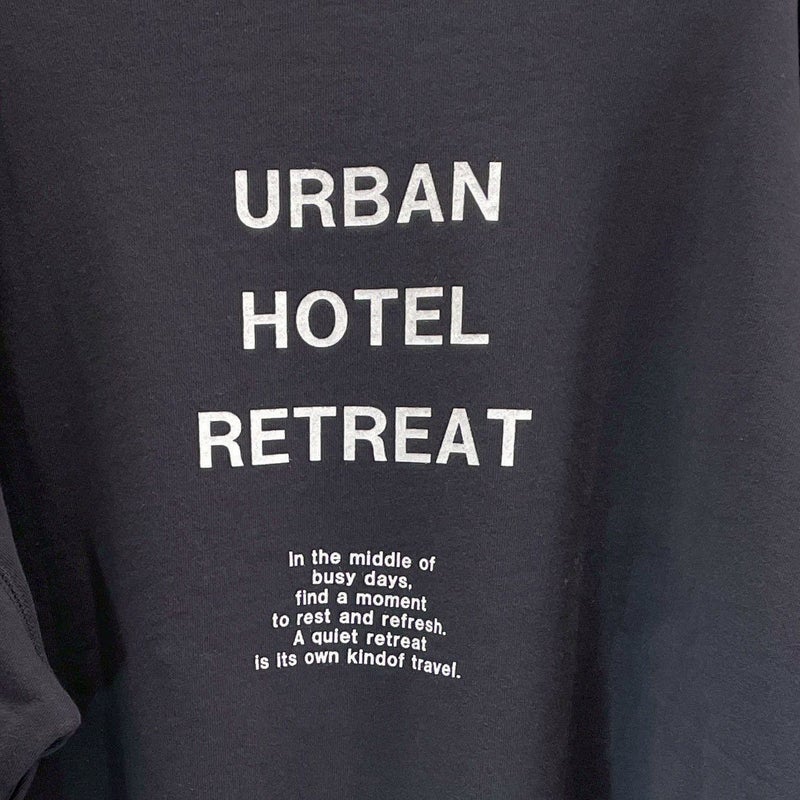 URBAN
HOTEL
RETREAT
In the middle of
busy days,
find a moment
to rest and refresh.
A quiet retreat
is its own kindof travel.